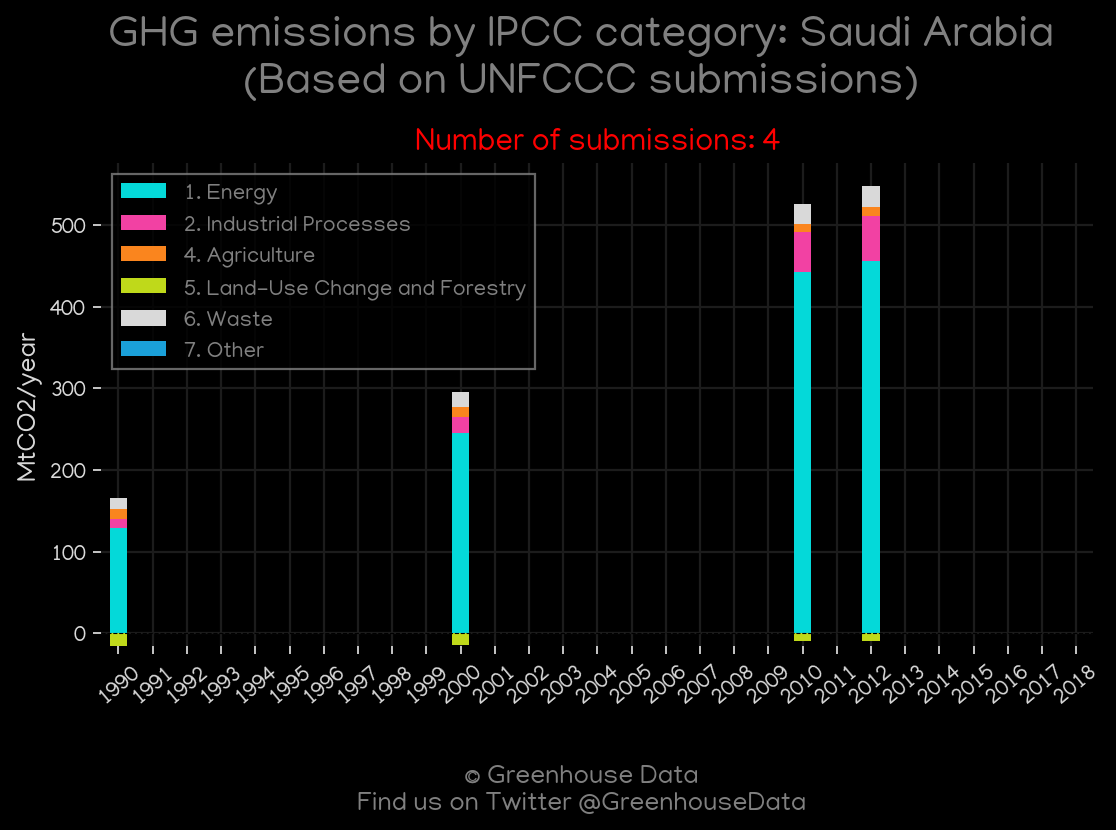 GHG emissions by IPCC category: Saudi Arabia
(Based on UNFCCC submissions)
Number of submissions: 4
1. Energy
2. Industrial Processes
4. Agriculture
5. Land-Use Change and Forestry
6. Waste
7. Other
MtCO2/year
500
400
300
200
100
0
1990 1991 1992 1993 1994 1995 1996 1997 1998 1999 2000 2001 2002 2003 2004 2005 2006 2007 2008 2009 2010 2011 2012 2013 2014 2015 2016 2017 2018
© Greenhouse Data
Find us on Twitter @GreenhouseData